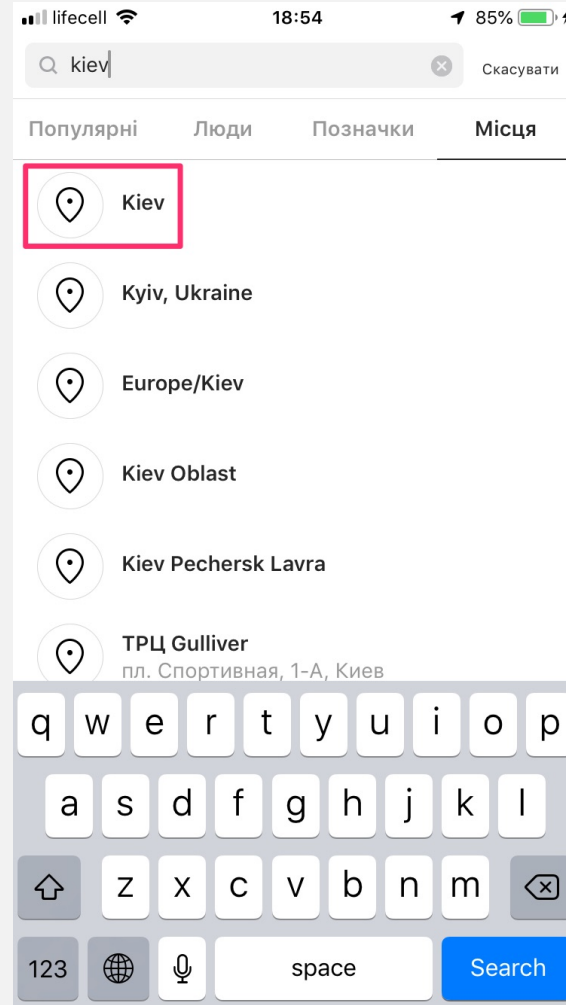 lifecell 18:54 85%
kiev Скасувати
Популярні Люди Позначки Місця
Kiev
Kyiv, Ukraine
Europe/Kiev
Kiev Oblast
Kiev Pechersk Lavra
ТРЦ Gulliver
пл. Спортивная, 1-А, Киев
q w e r t y u i o p
a s d f g h j k l
z x c v b n m
123 space Search